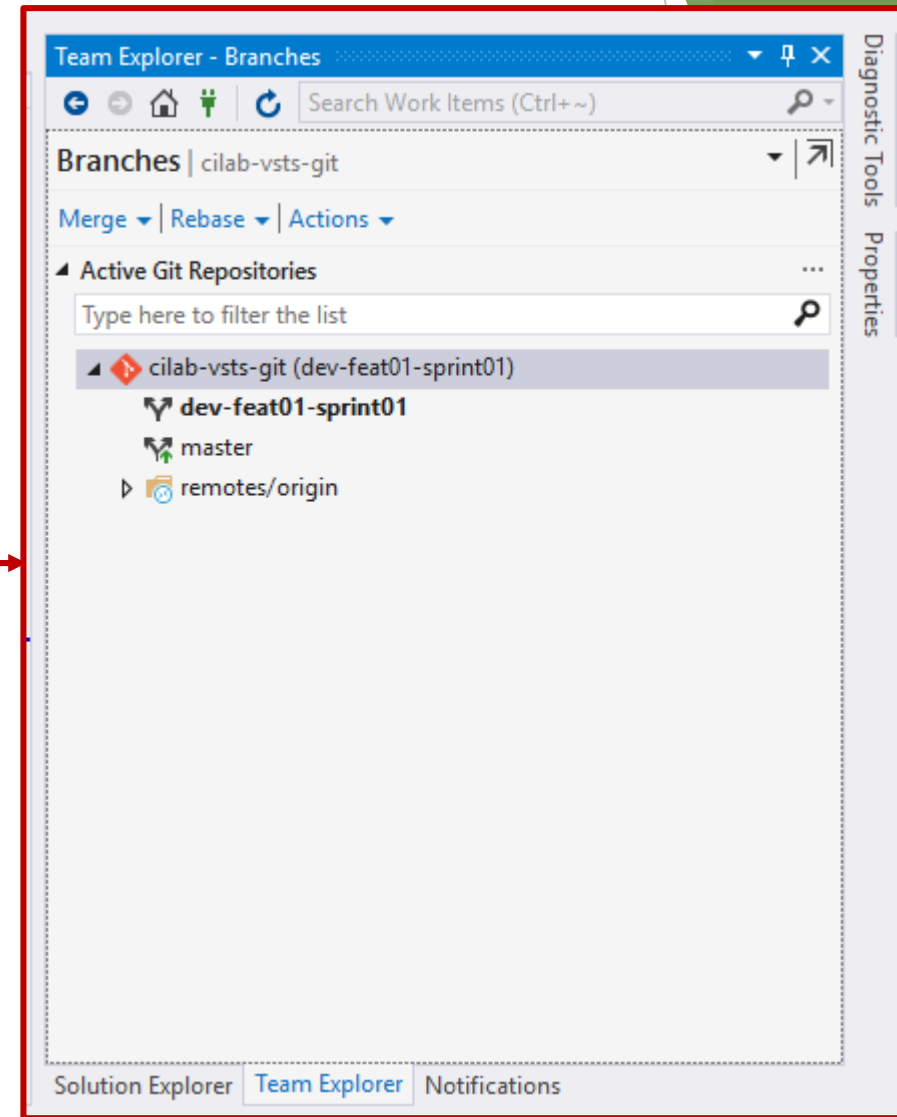 Team Explorer - Branches
Search Work Items (Ctrl+~)
Branches | cilab-vsts-git
Merge | Rebase | Actions
Active Git Repositories
...
Type here to filter the list
cilab-vsts-git (dev-feat01-sprint01)
dev-feat01-sprint01
master
remotes/origin
Solution Explorer Team Explorer Notifications
Diagnostic Tools
Properties